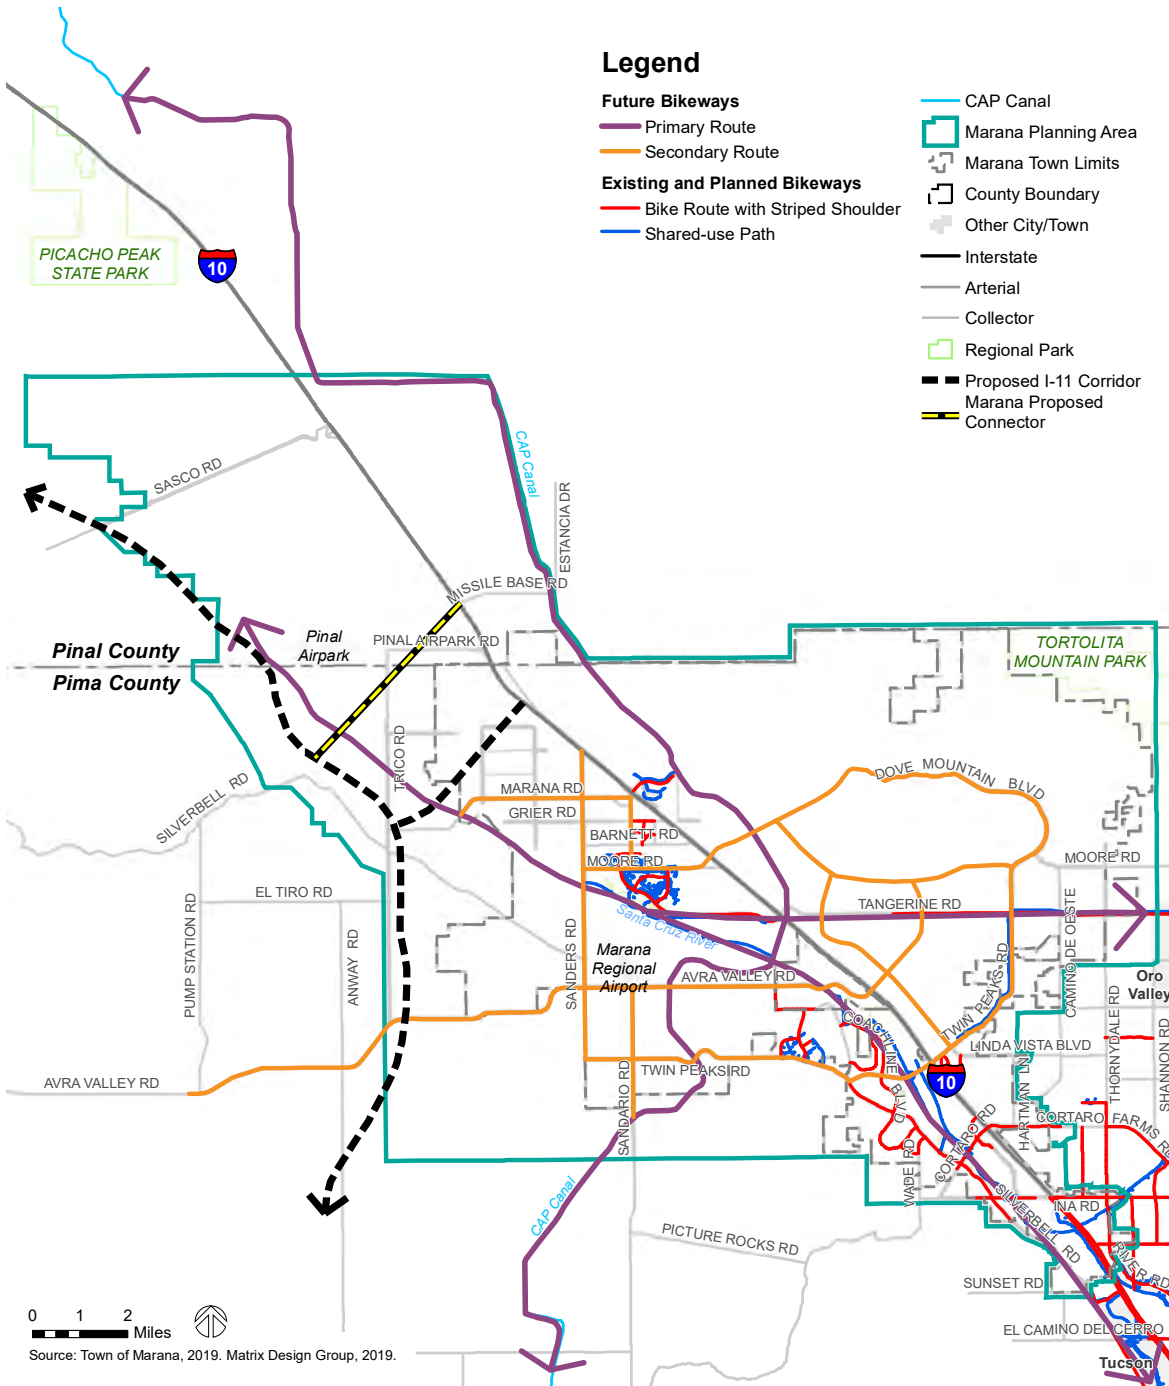 Legend
Future Bikeways
Primary Route
Secondary Route
Existing and Planned Bikeways
Bike Route with Striped Shoulder
Shared-use Path
CAP Canal
Marana Planning Area
Marana Town Limits
County Boundary
Other City/Town
Interstate
Arterial
Collector
Regional Park
Proposed I-11 Corridor
Marana Proposed
Connector
PICACHO PEAK
STATE PARK
10
CAP Canal
SASCO RD
ESTANCIA DR
MISSILE BASE RD
Pinal County
Pima County
Pinal
Airpark
PINAL AIRPARK RD
TORTOLITA
MOUNTAIN PARK
TRICO RD
SILVERBELL RD
MARANA RD
GRIER RD
BARNETT RD
MOORE RD
DOVE MOUNTAIN BLVD
MOORE RD
EL TIRO RD
TANGERINE RD
Santa Cruz River
PUMP STATION RD
ANWAY RD
SANDERS RD
Marana
Regional
Airport
AVRA VALLEY RD
CAMINO DE OESTE
Oro
Valley
TWIN PEAKS RD
COACHLINE BLVD
LINDA VISTA BLVD
THORNYDALE RD
SHANNON RD
HARTMAN LN
10
AVRA VALLEY RD
TWIN PEAKS RD
SANDARIO RD
CORTARO FARMS RD
CORTARO RD
WADE RD
SILVERBELL RD
INA RD
CAP Canal
PICTURE ROCKS RD
RIVER RD
SUNSET RD
EL CAMINO DEL CERRO
Tucson
0 1 2
Miles
Source: Town of Marana, 2019. Matrix Design Group, 2019.